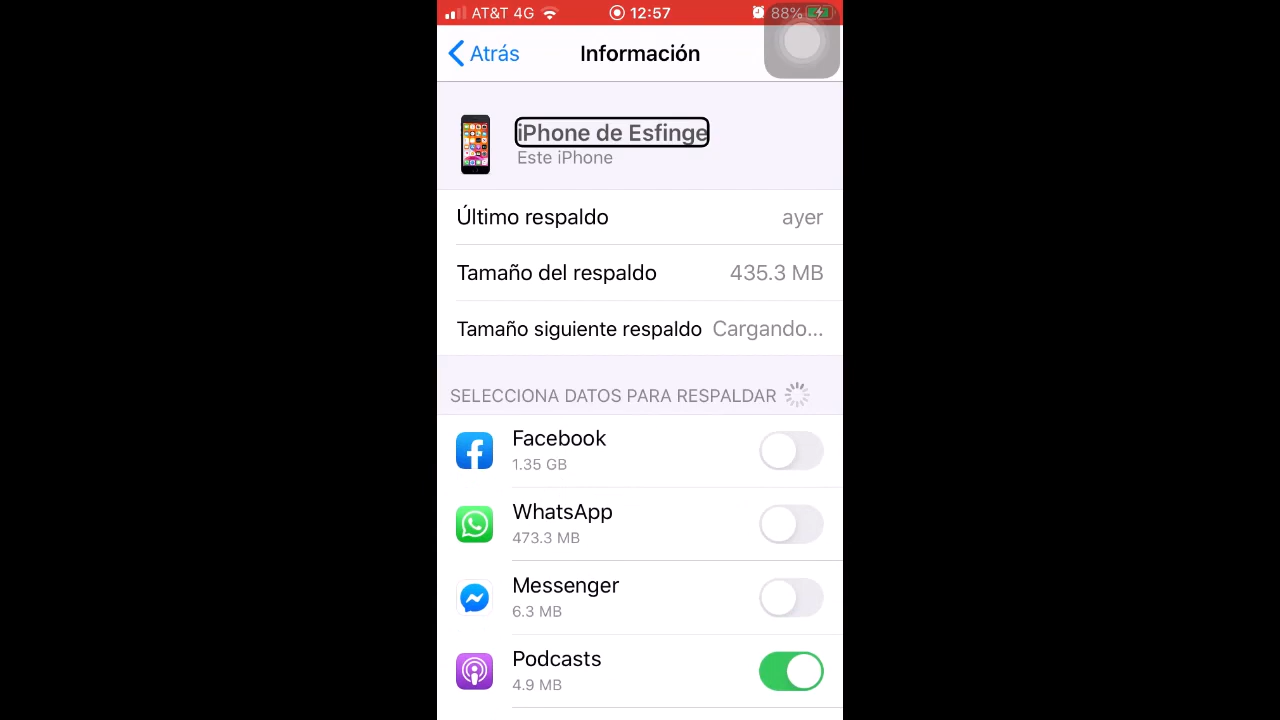 AT&T 4G 12:57 88%
Atrás Información
iPhone de Esfinge
Este iPhone
Último respaldo ayer
Tamaño del respaldo 435.3 MB
Tamaño siguiente respaldo Cargando...
SELECCIONA DATOS PARA RESPALDAR
Facebook
1.35 GB
WhatsApp
473.3 MB
Messenger
6.3 MB
Podcasts
4.9 MB